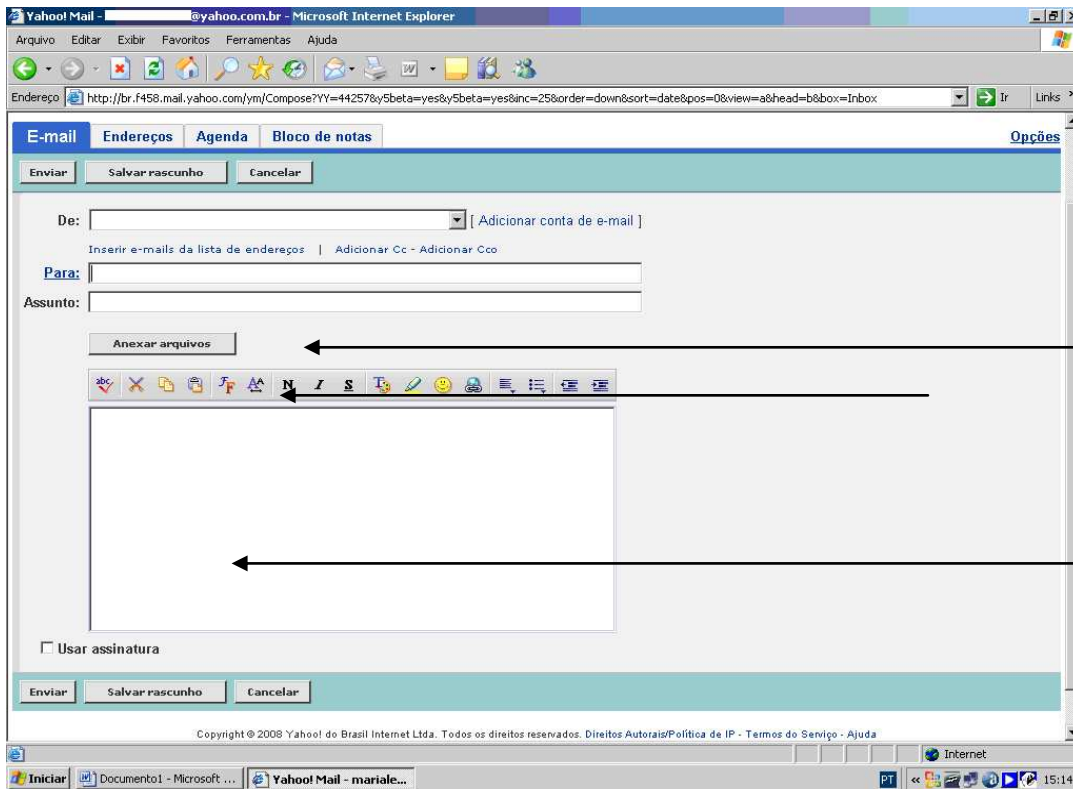 Yahoo! Mail - @yahoo.com.br - Microsoft Internet Explorer
Arquivo Editar Exibir Favoritos Ferramentas Ajuda
Endereço http://br.f458.mail.yahoo.com/ym/Compose?YY=44257&y5beta=yes&y5beta=yes&inc=25&order=down&sort=date&pos=0&view=a&head=b&box=Inbox Ir Links
E-mail Endereços Agenda Bloco de notas Opções
Enviar Salvar rascunho Cancelar
De: [ Adicionar conta de e-mail ]
Inserir e-mails da lista de endereços | Adicionar Cc - Adicionar Cco
Para:
Assunto:
Anexar arquivos
abc N I S
Usar assinatura
Enviar Salvar rascunho Cancelar
Copyright © 2008 Yahoo! do Brasil Internet Ltda. Todos os direitos reservados. Direitos Autorais/Política de IP - Termos do Serviço - Ajuda
Internet
Iniciar Documento1 - Microsoft ... Yahoo! Mail - mariale... PT « 15:14